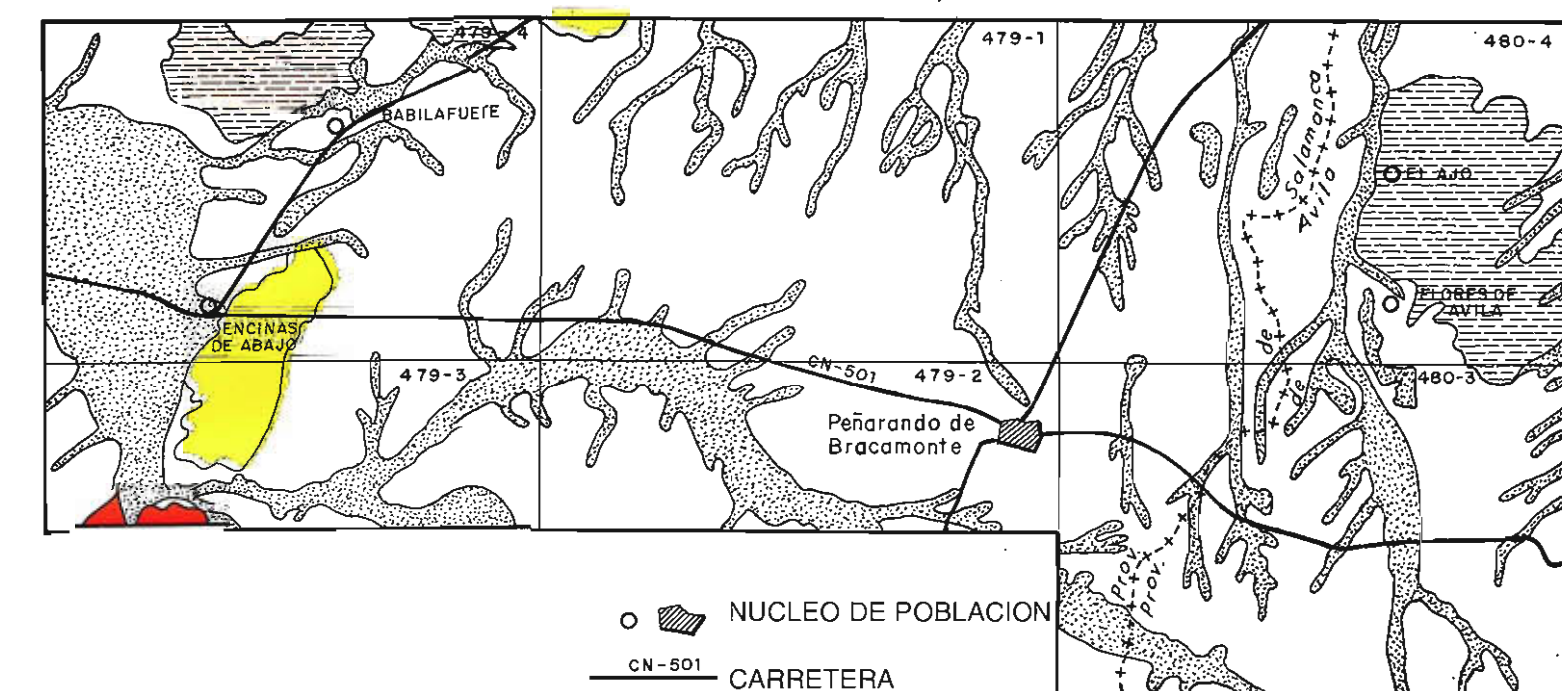 479-4
479-1
480-4
BABILAFUETE
Salamanca
Avila
EL AJO
FLORES DE
AVILA
ENCINAS
DE ABAJO
de
de
479-3
CN-501
479-2
480-3
Peñarando de
Bracamonte
Prov.
Prov.
NUCLEO DE POBLACION
CN-501
CARRETERA